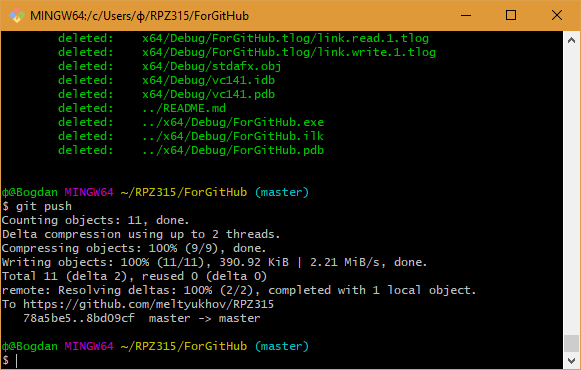 MINGW64:/c/Users/ф/RPZ315/ForGitHub
deleted: x64/Debug/ForGitHub.tlog/link.read.1.tlog
deleted: x64/Debug/ForGitHub.tlog/link.write.1.tlog
deleted: x64/Debug/stdafx.obj
deleted: x64/Debug/vc141.idb
deleted: x64/Debug/vc141.pdb
deleted: ../README.md
deleted: ../x64/Debug/ForGitHub.exe
deleted: ../x64/Debug/ForGitHub.ilk
deleted: ../x64/Debug/ForGitHub.pdb
ф@Bogdan MINGW64 ~/RPZ315/ForGitHub (master)
$ git push
Counting objects: 11, done.
Delta compression using up to 2 threads.
Compressing objects: 100% (9/9), done.
Writing objects: 100% (11/11), 390.92 KiB | 2.21 MiB/s, done.
Total 11 (delta 2), reused 0 (delta 0)
remote: Resolving deltas: 100% (2/2), completed with 1 local object.
To https://github.com/meltyukhov/RPZ315
78a5be5..8bd09cf master -> master
ф@Bogdan MINGW64 ~/RPZ315/ForGitHub (master)
$